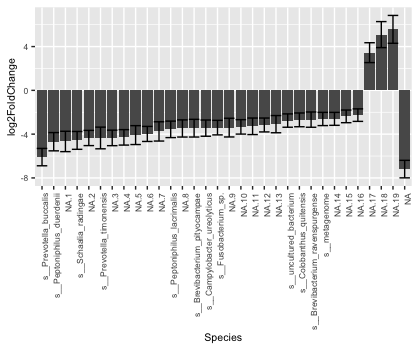 log2FoldChange
4
0
-4
-8
s__Prevotella_buccalis
s__Peptoniphilus_duerdenii
NA.1
s__Schaalia_radingae
NA.2
s__Prevotella_timonensis
NA.3
NA.4
NA.5
NA.6
NA.7
s__Peptoniphilus_lacrimalis
NA.8
s__Brevibacterium_pityocampae
s__Campylobacter_ureolyticus
s__Fusobacterium_sp
NA.9
NA.10
NA.11
NA.12
NA.13
s__uncultured_bacterium
s__Colobanthus_quitensis
s__Brevibacterium_ravenspurgense
s__metagenome
NA.14
NA.15
NA.16
NA.17
NA.18
NA.19
NA
Species